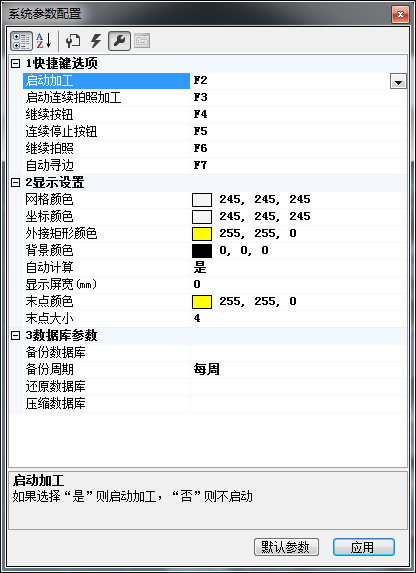 系统参数配置
1快捷键选项
启动加工 F2
启动连续拍照加工 F3
继续按钮 F4
连续停止按钮 F5
继续拍照 F6
自动寻边 F7
2显示设置
网格颜色 245, 245, 245
坐标颜色 245, 245, 245
外接矩形颜色 255, 255, 0
背景颜色 0, 0, 0
自动计算 是
显示屏宽(mm) 0
末点颜色 255, 255, 0
末点大小 4
3数据库参数
备份数据库
备份周期 每周
还原数据库
压缩数据库
启动加工
如果选择“是”则启动加工，“否”则不启动
默认参数 应用